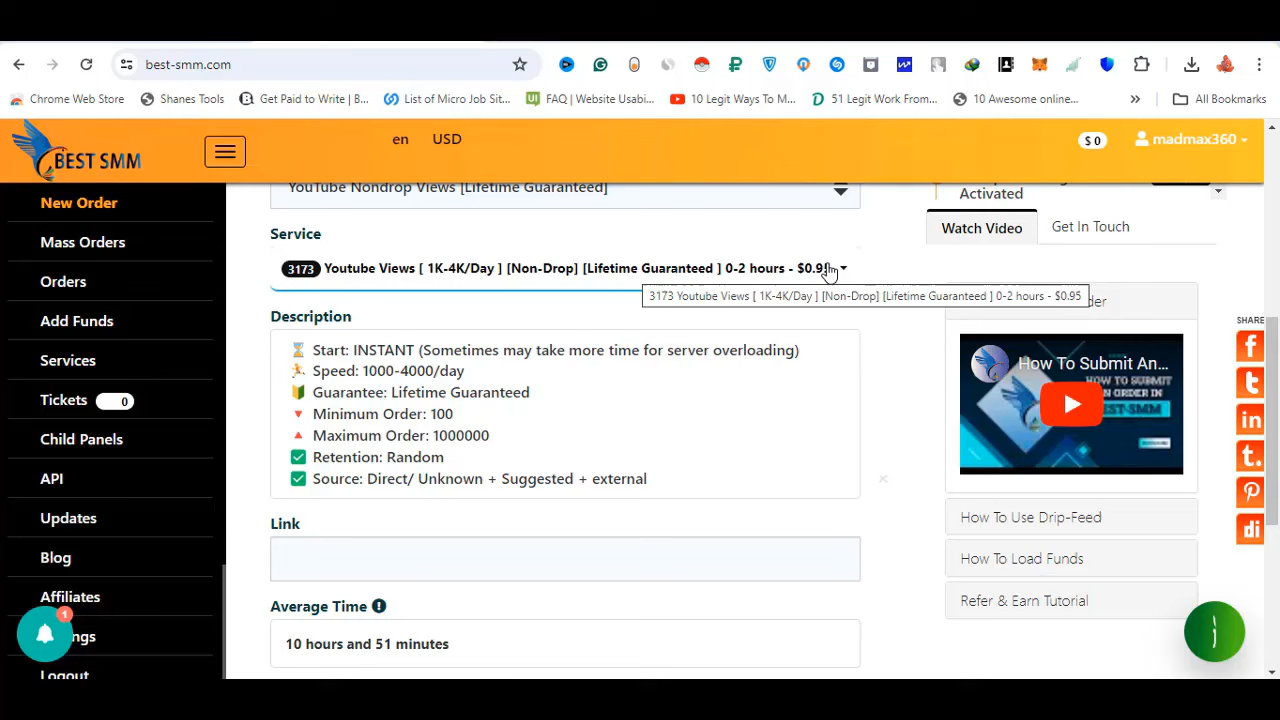 best-smm.com
Chrome Web Store
Shanes Tools
Get Paid to Write | B...
List of Micro Job Sit...
FAQ | Website Usabi...
10 Legit Ways To M...
51 Legit Work From...
10 Awesome online...
All Bookmarks
BEST SMM
en
USD
$ 0
madmax360
New Order
Mass Orders
Orders
Add Funds
Services
Tickets 0
Child Panels
API
Updates
Blog
Affiliates
1
ngs
Logout
YouTube Nondrop Views [Lifetime Guaranteed]
Service
3173 Youtube Views [ 1K-4K/Day ] [Non-Drop] [Lifetime Guaranteed ] 0-2 hours - $0.95
3173 Youtube Views [ 1K-4K/Day ] [Non-Drop] [Lifetime Guaranteed ] 0-2 hours - $0.95
Description
⏳ Start: INSTANT (Sometimes may take more time for server overloading)
🏃 Speed: 1000-4000/day
🔰 Guarantee: Lifetime Guaranteed
🔻 Minimum Order: 100
🔺 Maximum Order: 1000000
✅ Retention: Random
✅ Source: Direct/ Unknown + Suggested + external
Link
Average Time
10 hours and 51 minutes
Activated
Watch Video
Get In Touch
der
How To Submit An...
HOW TO SUBMIT
AN ORDER IN
BEST-SMM
How To Use Drip-Feed
How To Load Funds
Refer & Earn Tutorial
SHARE